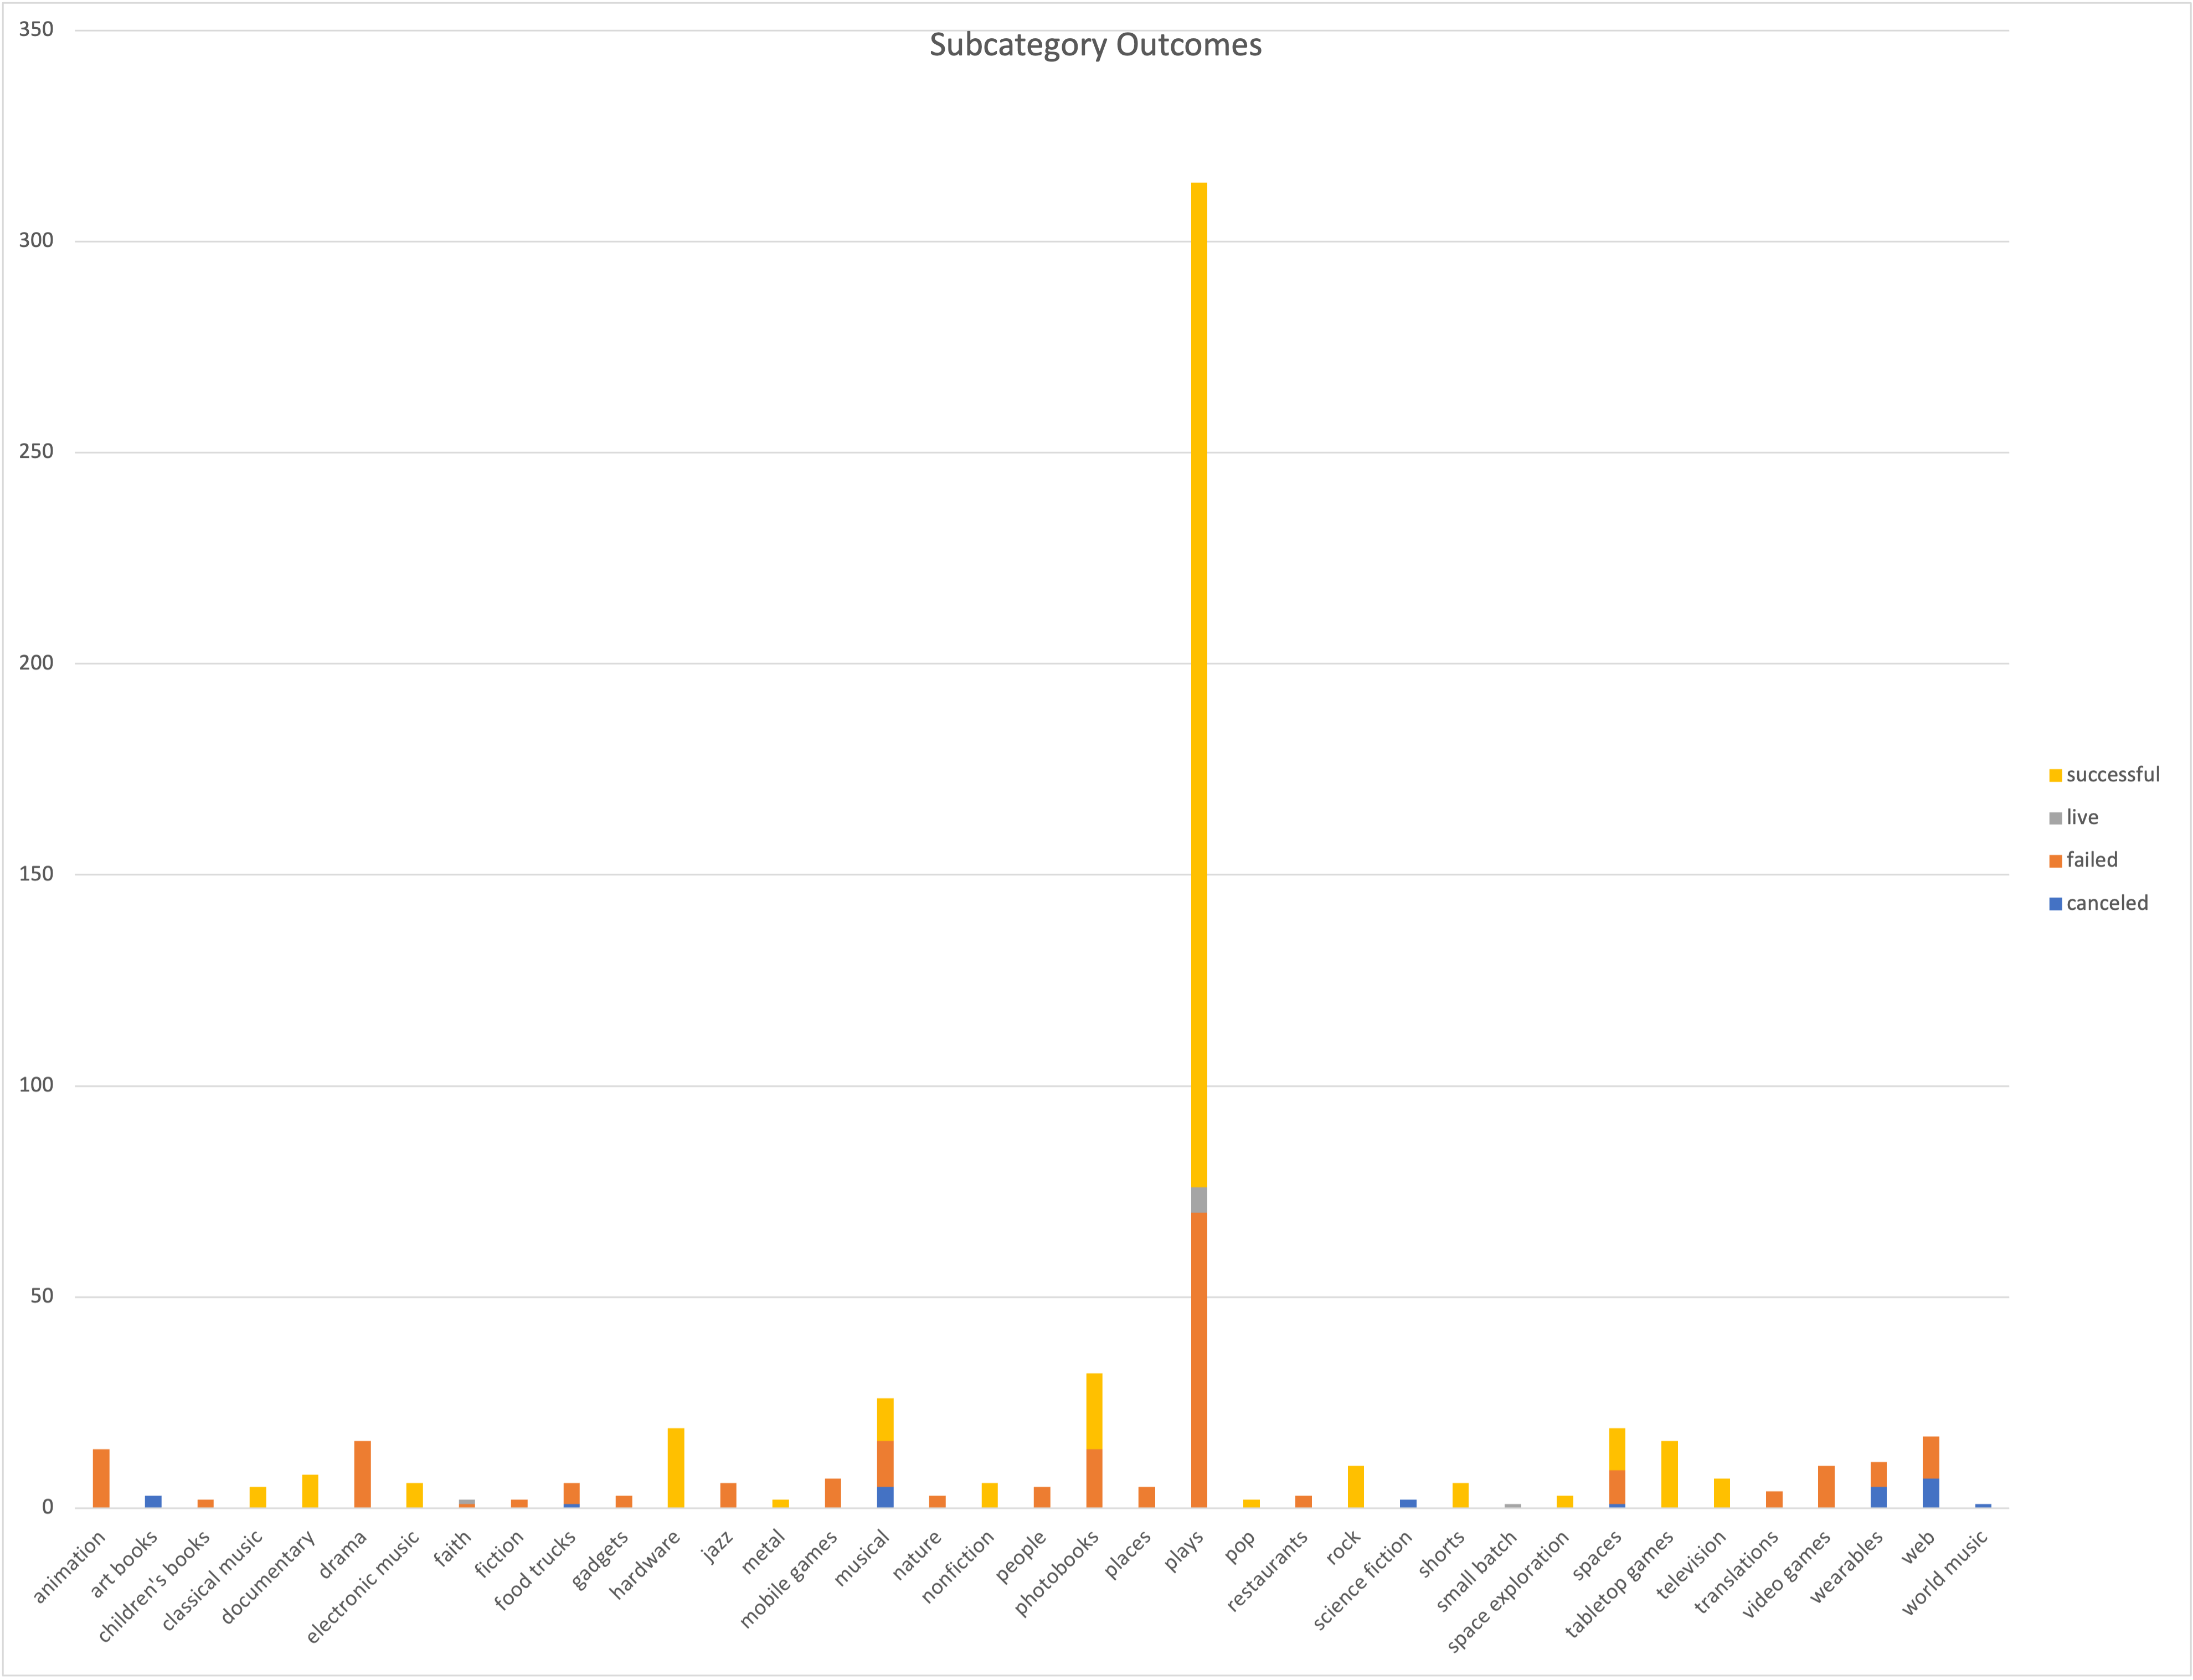 Subcategory Outcomes
350
300
250
200
150
100
50
0
animation
art books
children's books
classical music
documentary
drama
electronic music
faith
fiction
food trucks
gadgets
hardware
jazz
metal
mobile games
musical
nature
nonfiction
people
photobooks
places
plays
pop
restaurants
rock
science fiction
shorts
small batch
space exploration
spaces
tabletop games
television
translations
video games
wearables
web
world music
successful
live
failed
canceled